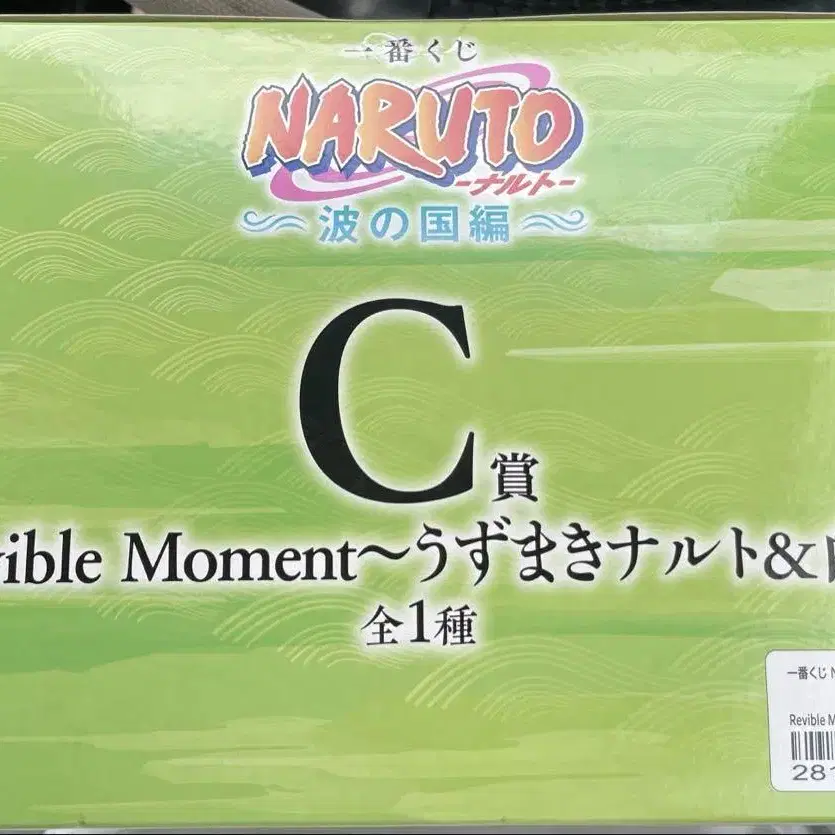 一番くじ
NARUTO
-ナルト-
波の国編
C賞
vible Moment～うずまきナルト&
全1種
一番くじ N
Revible M
281